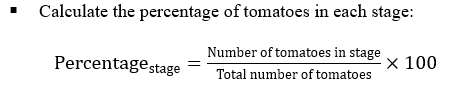 ▪ Calculate the percentage of tomatoes in each stage:
Percentage_stage = Number of tomatoes in stage / Total number of tomatoes × 100